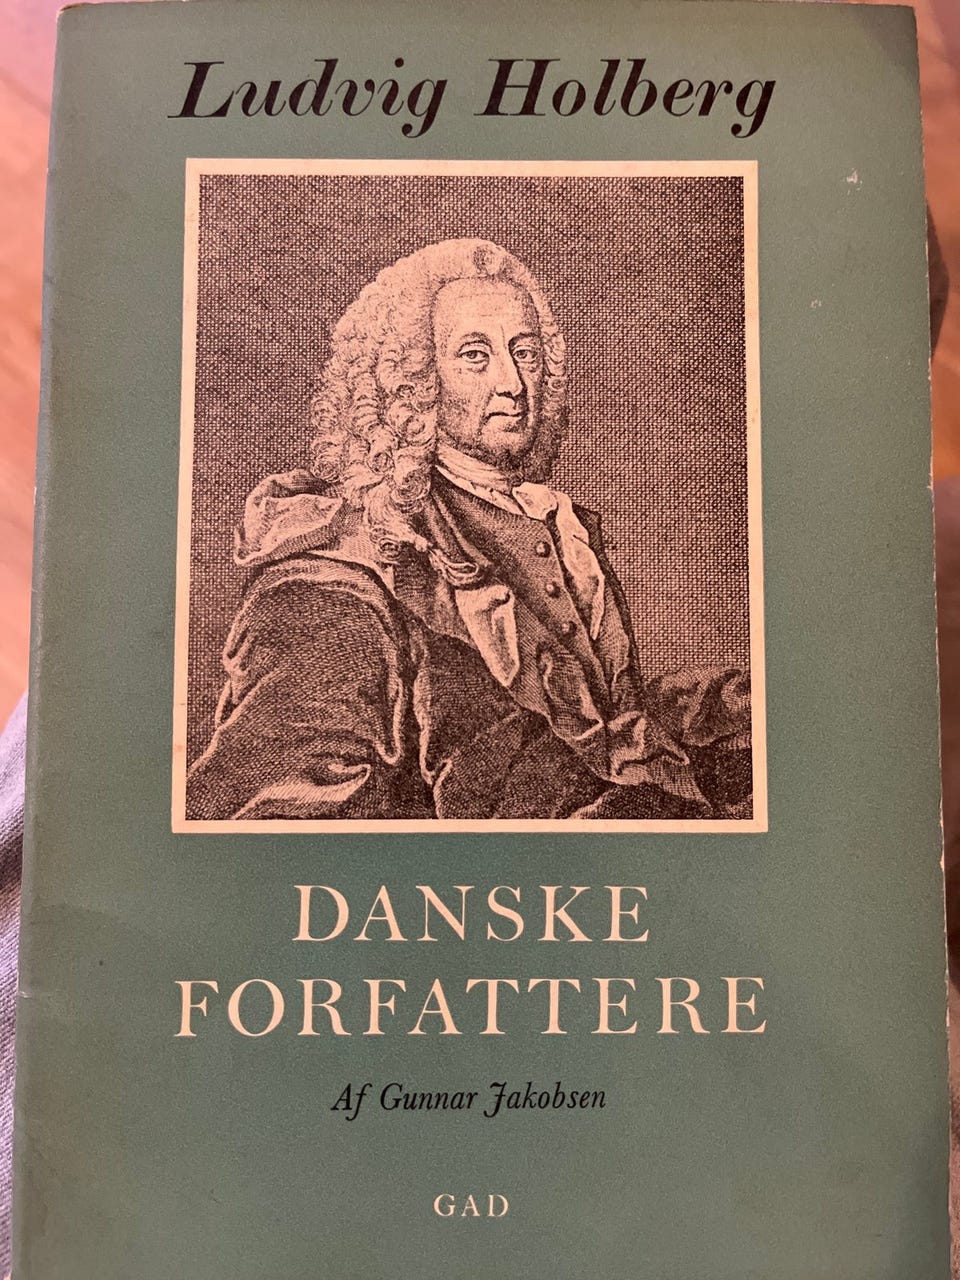 Ludvig Holberg
DANSKE
FORFATTERE
Af Gunnar Jakobsen
GAD